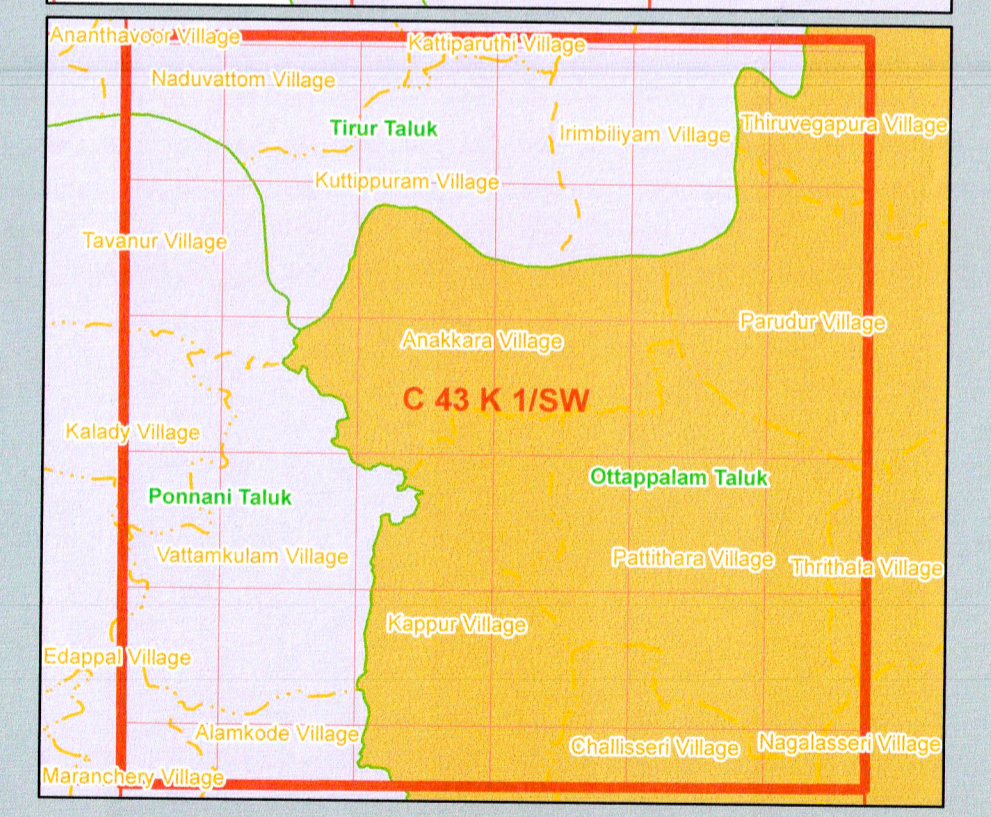 Ananthavoor Village
Kattiparuthi Village
Naduvattom Village
Tirur Taluk
Irimbiliyam Village
Thiruvegapura Village
Kuttippuram Village
Tavanur Village
Anakkara Village
Parudur Village
C 43 K 1/SW
Kalady Village
Ottappalam Taluk
Ponnani Taluk
Vattamkulam Village
Pattithara Village
Thrithala Village
Kappur Village
Edappal Village
Alamkode Village
Challisseri Village
Nagalasseri Village
Maranchery Village